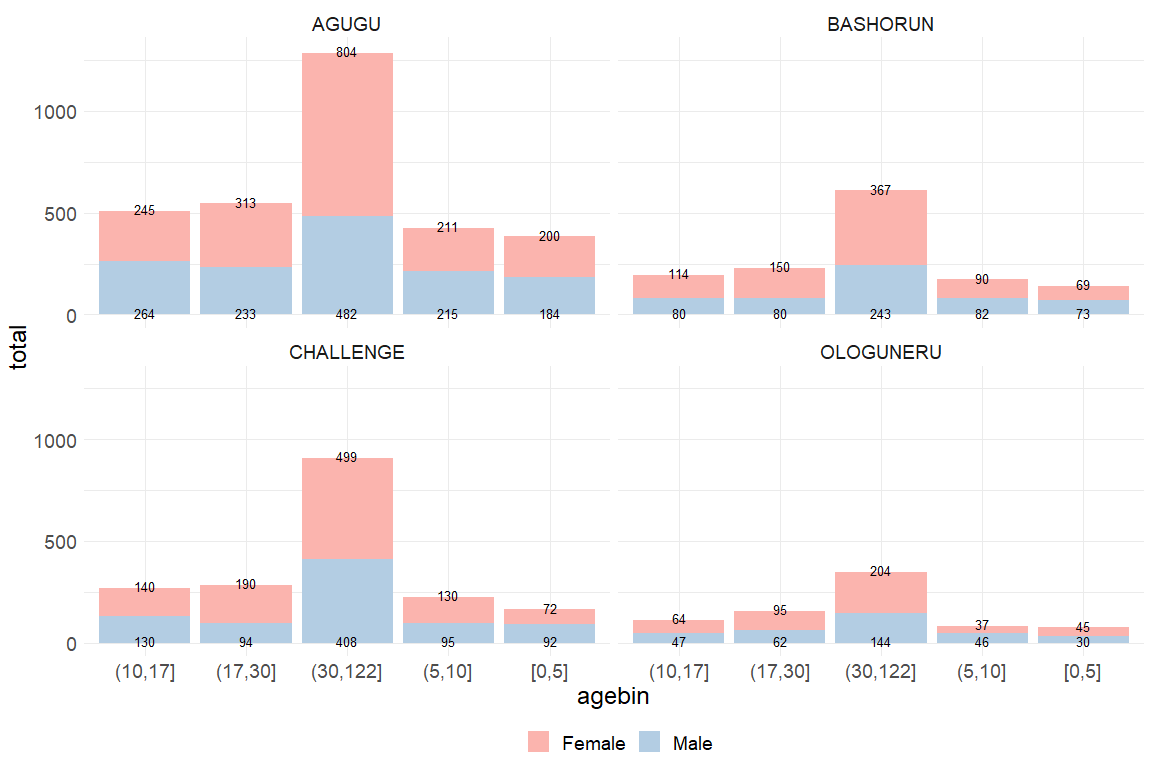 AGUGU BASHORUN
1000
500
0
804
245 313 211 200
264 233 482 215 184
367
114 150 90 69
80 80 243 82 73
total
CHALLENGE OLOGUNERU
1000
500
0
499
140 190 130 72
130 94 408 95 92
204
64 95 37 45
47 62 144 46 30
(10,17] (17,30] (30,122] (5,10] [0,5] (10,17] (17,30] (30,122] (5,10] [0,5]
agebin
Female Male